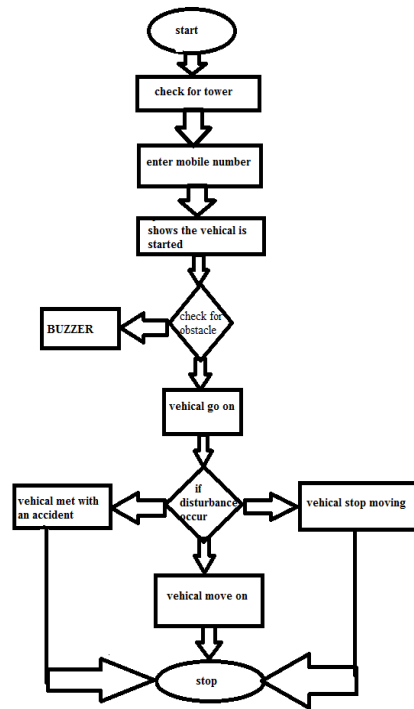 start
check for tower
enter mobile number
shows the vehical is
started
check for
obstacle
BUZZER
vehical go on
if
disturbance
occur
vehical met with
an accident
vehical stop moving
vehical move on
stop